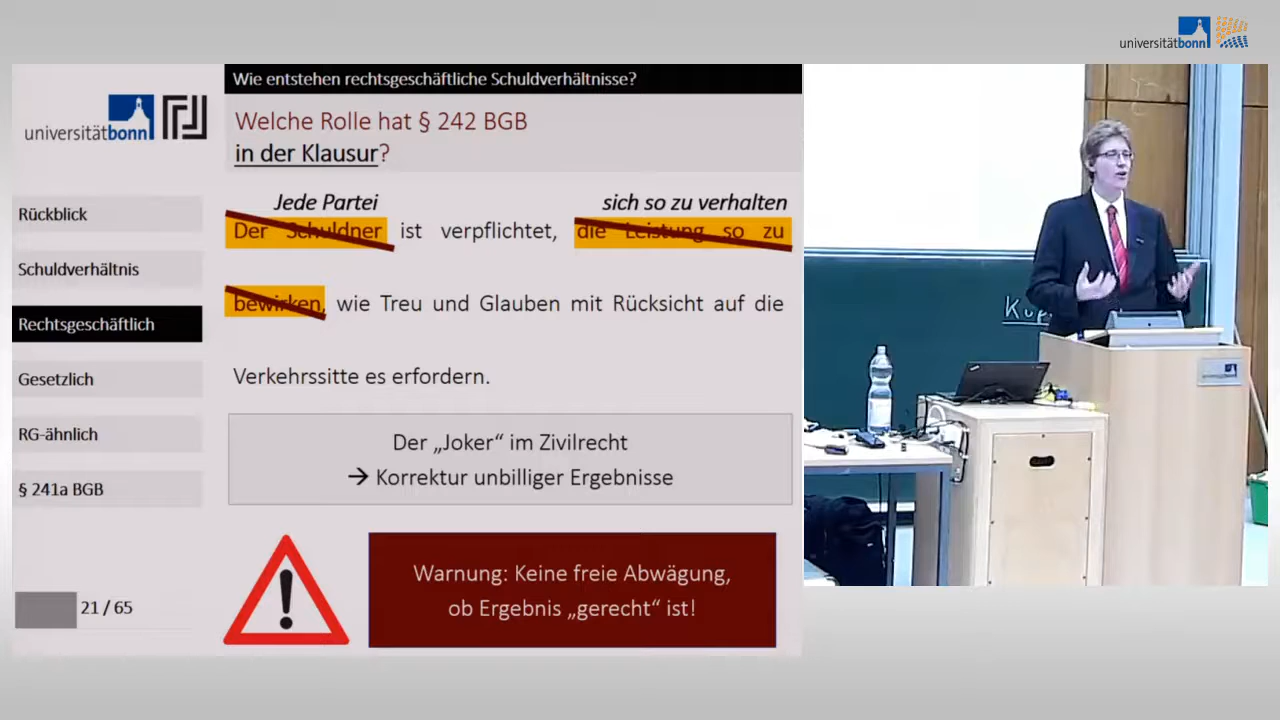 universitätbonn
Wie entstehen rechtsgeschäftliche Schuldverhältnisse?
universitätbonn
Welche Rolle hat § 242 BGB
in der Klausur?
Rückblick
Schuldverhältnis
Rechtsgeschäftlich
Gesetzlich
RG-ähnlich
§ 241a BGB
21 / 65
Jede Partei sich so zu verhalten
Der Schuldner ist verpflichtet, die Leistung so zu
bewirken, wie Treu und Glauben mit Rücksicht auf die
Verkehrssitte es erfordern.
Der „Joker“ im Zivilrecht
→ Korrektur unbilliger Ergebnisse
Warnung: Keine freie Abwägung,
ob Ergebnis „gerecht“ ist!